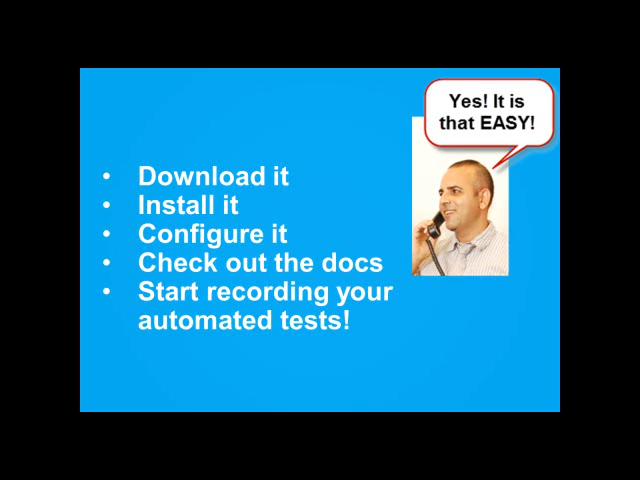 Yes! It is
that EASY!
• Download it
• Install it
• Configure it
• Check out the docs
• Start recording your
automated tests!